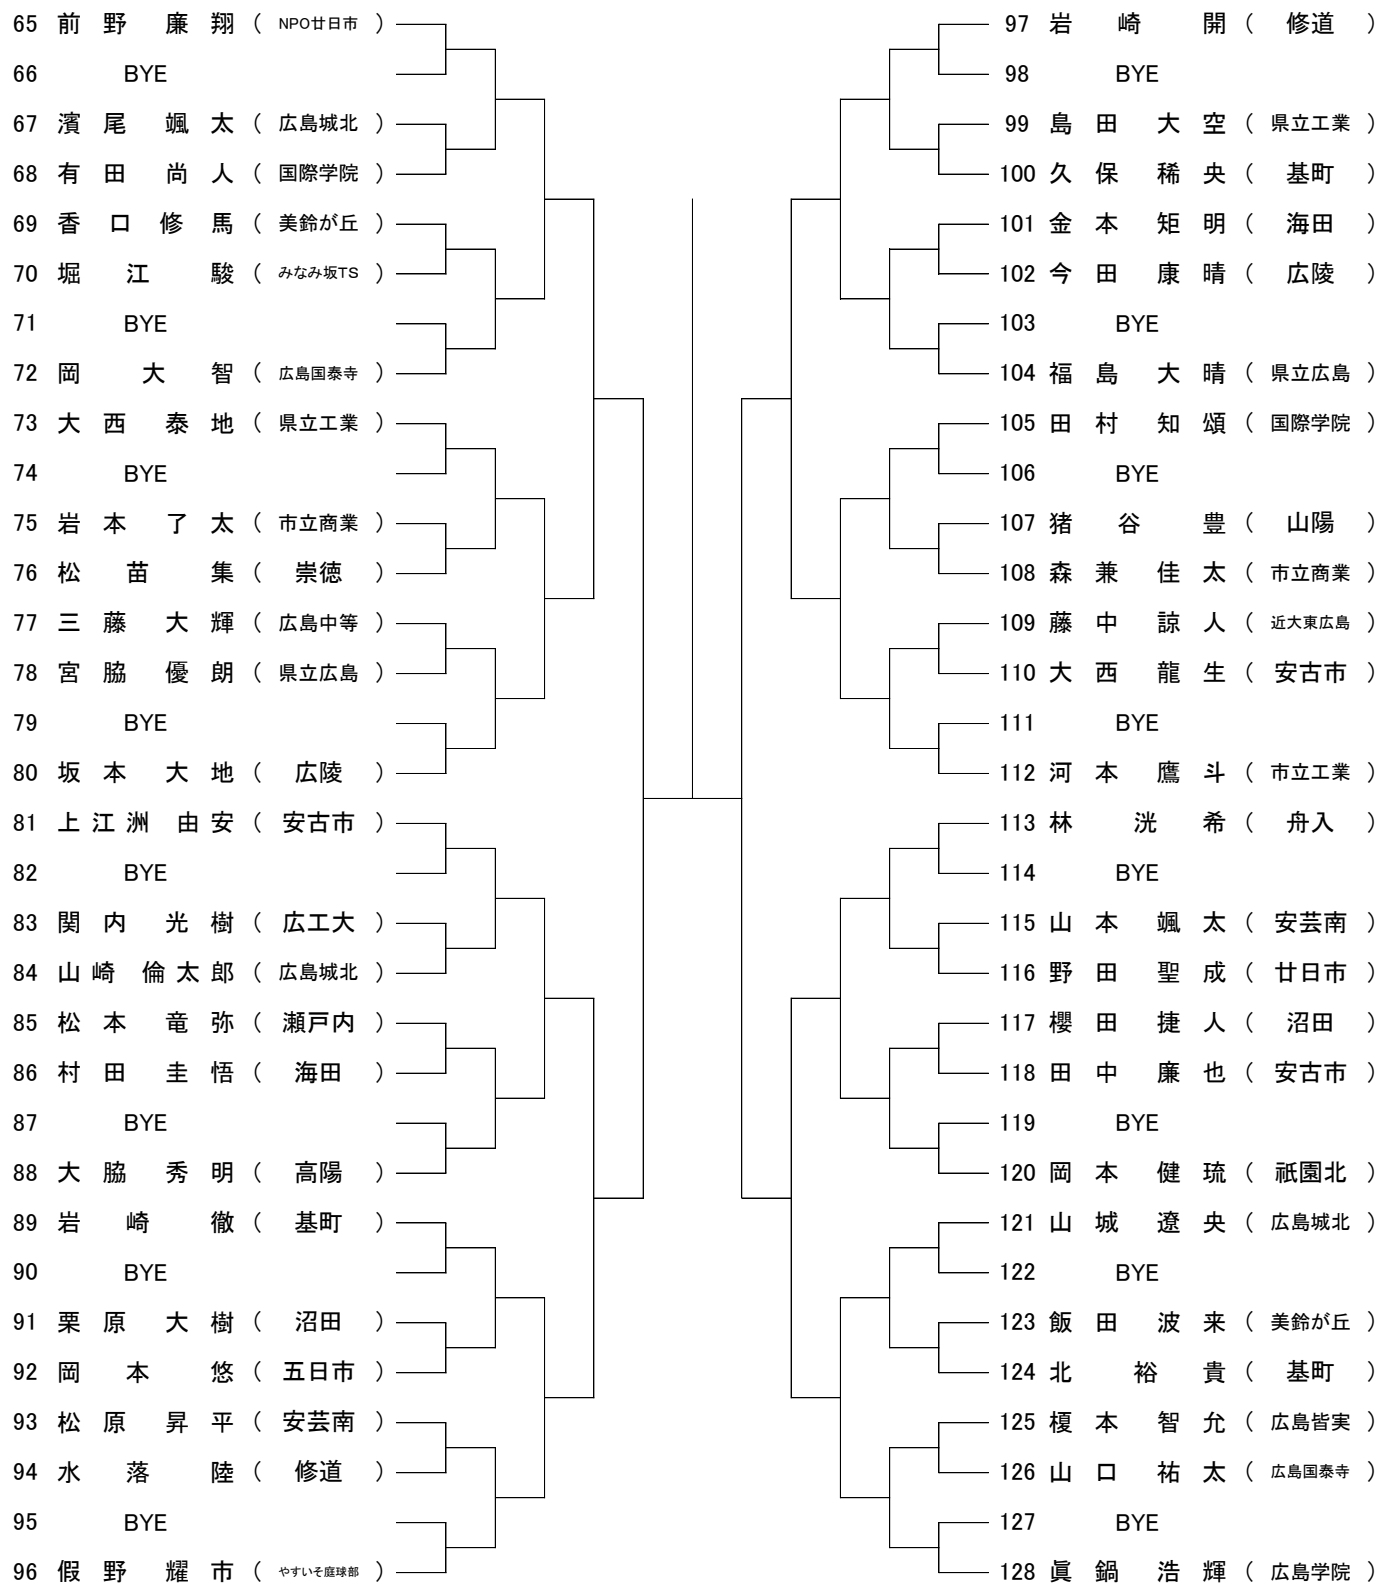 65 前野 廉翔 ( NPO廿日市 )
66 BYE
67 濱尾 颯太 ( 広島城北 )
68 有田 尚人 ( 国際学院 )
69 香口 修馬 ( 美鈴が丘 )
70 堀江 駿 ( みなみ坂TS )
71 BYE
72 岡 大智 ( 広島国泰寺 )
73 大西 泰地 ( 県立工業 )
74 BYE
75 岩本 了太 ( 市立商業 )
76 松苗 集 ( 崇徳 )
77 三藤 大輝 ( 広島中等 )
78 宮脇 優朗 ( 県立広島 )
79 BYE
80 坂本 大地 ( 広陵 )
81 上江洲 由安 ( 安古市 )
82 BYE
83 関内 光樹 ( 広工大 )
84 山崎 倫太郎 ( 広島城北 )
85 松本 竜弥 ( 瀬戸内 )
86 村田 圭悟 ( 海田 )
87 BYE
88 大脇 秀明 ( 高陽 )
89 岩崎 徹 ( 基町 )
90 BYE
91 栗原 大樹 ( 沼田 )
92 岡本 悠 ( 五日市 )
93 松原 昇平 ( 安芸南 )
94 水落 陸 ( 修道 )
95 BYE
96 假野 耀市 ( やすいそ庭球部 )
97 岩崎 開 ( 修道 )
98 BYE
99 島田 大空 ( 県立工業 )
100 久保 稀央 ( 基町 )
101 金本 矩明 ( 海田 )
102 今田 康晴 ( 広陵 )
103 BYE
104 福島 大晴 ( 県立広島 )
105 田村 知頌 ( 国際学院 )
106 BYE
107 猪谷 豊 ( 山陽 )
108 森兼 佳太 ( 市立商業 )
109 藤中 諒人 ( 近大東広島 )
110 大西 龍生 ( 安古市 )
111 BYE
112 河本 鷹斗 ( 市立工業 )
113 林 洸希 ( 舟入 )
114 BYE
115 山本 颯太 ( 安芸南 )
116 野田 聖成 ( 廿日市 )
117 櫻田 捷人 ( 沼田 )
118 田中 廉也 ( 安古市 )
119 BYE
120 岡本 健琉 ( 祇園北 )
121 山城 遼央 ( 広島城北 )
122 BYE
123 飯田 波来 ( 美鈴が丘 )
124 北 裕貴 ( 基町 )
125 榎本 智允 ( 広島皆実 )
126 山口 祐太 ( 広島国泰寺 )
127 BYE
128 眞鍋 浩輝 ( 広島学院 )